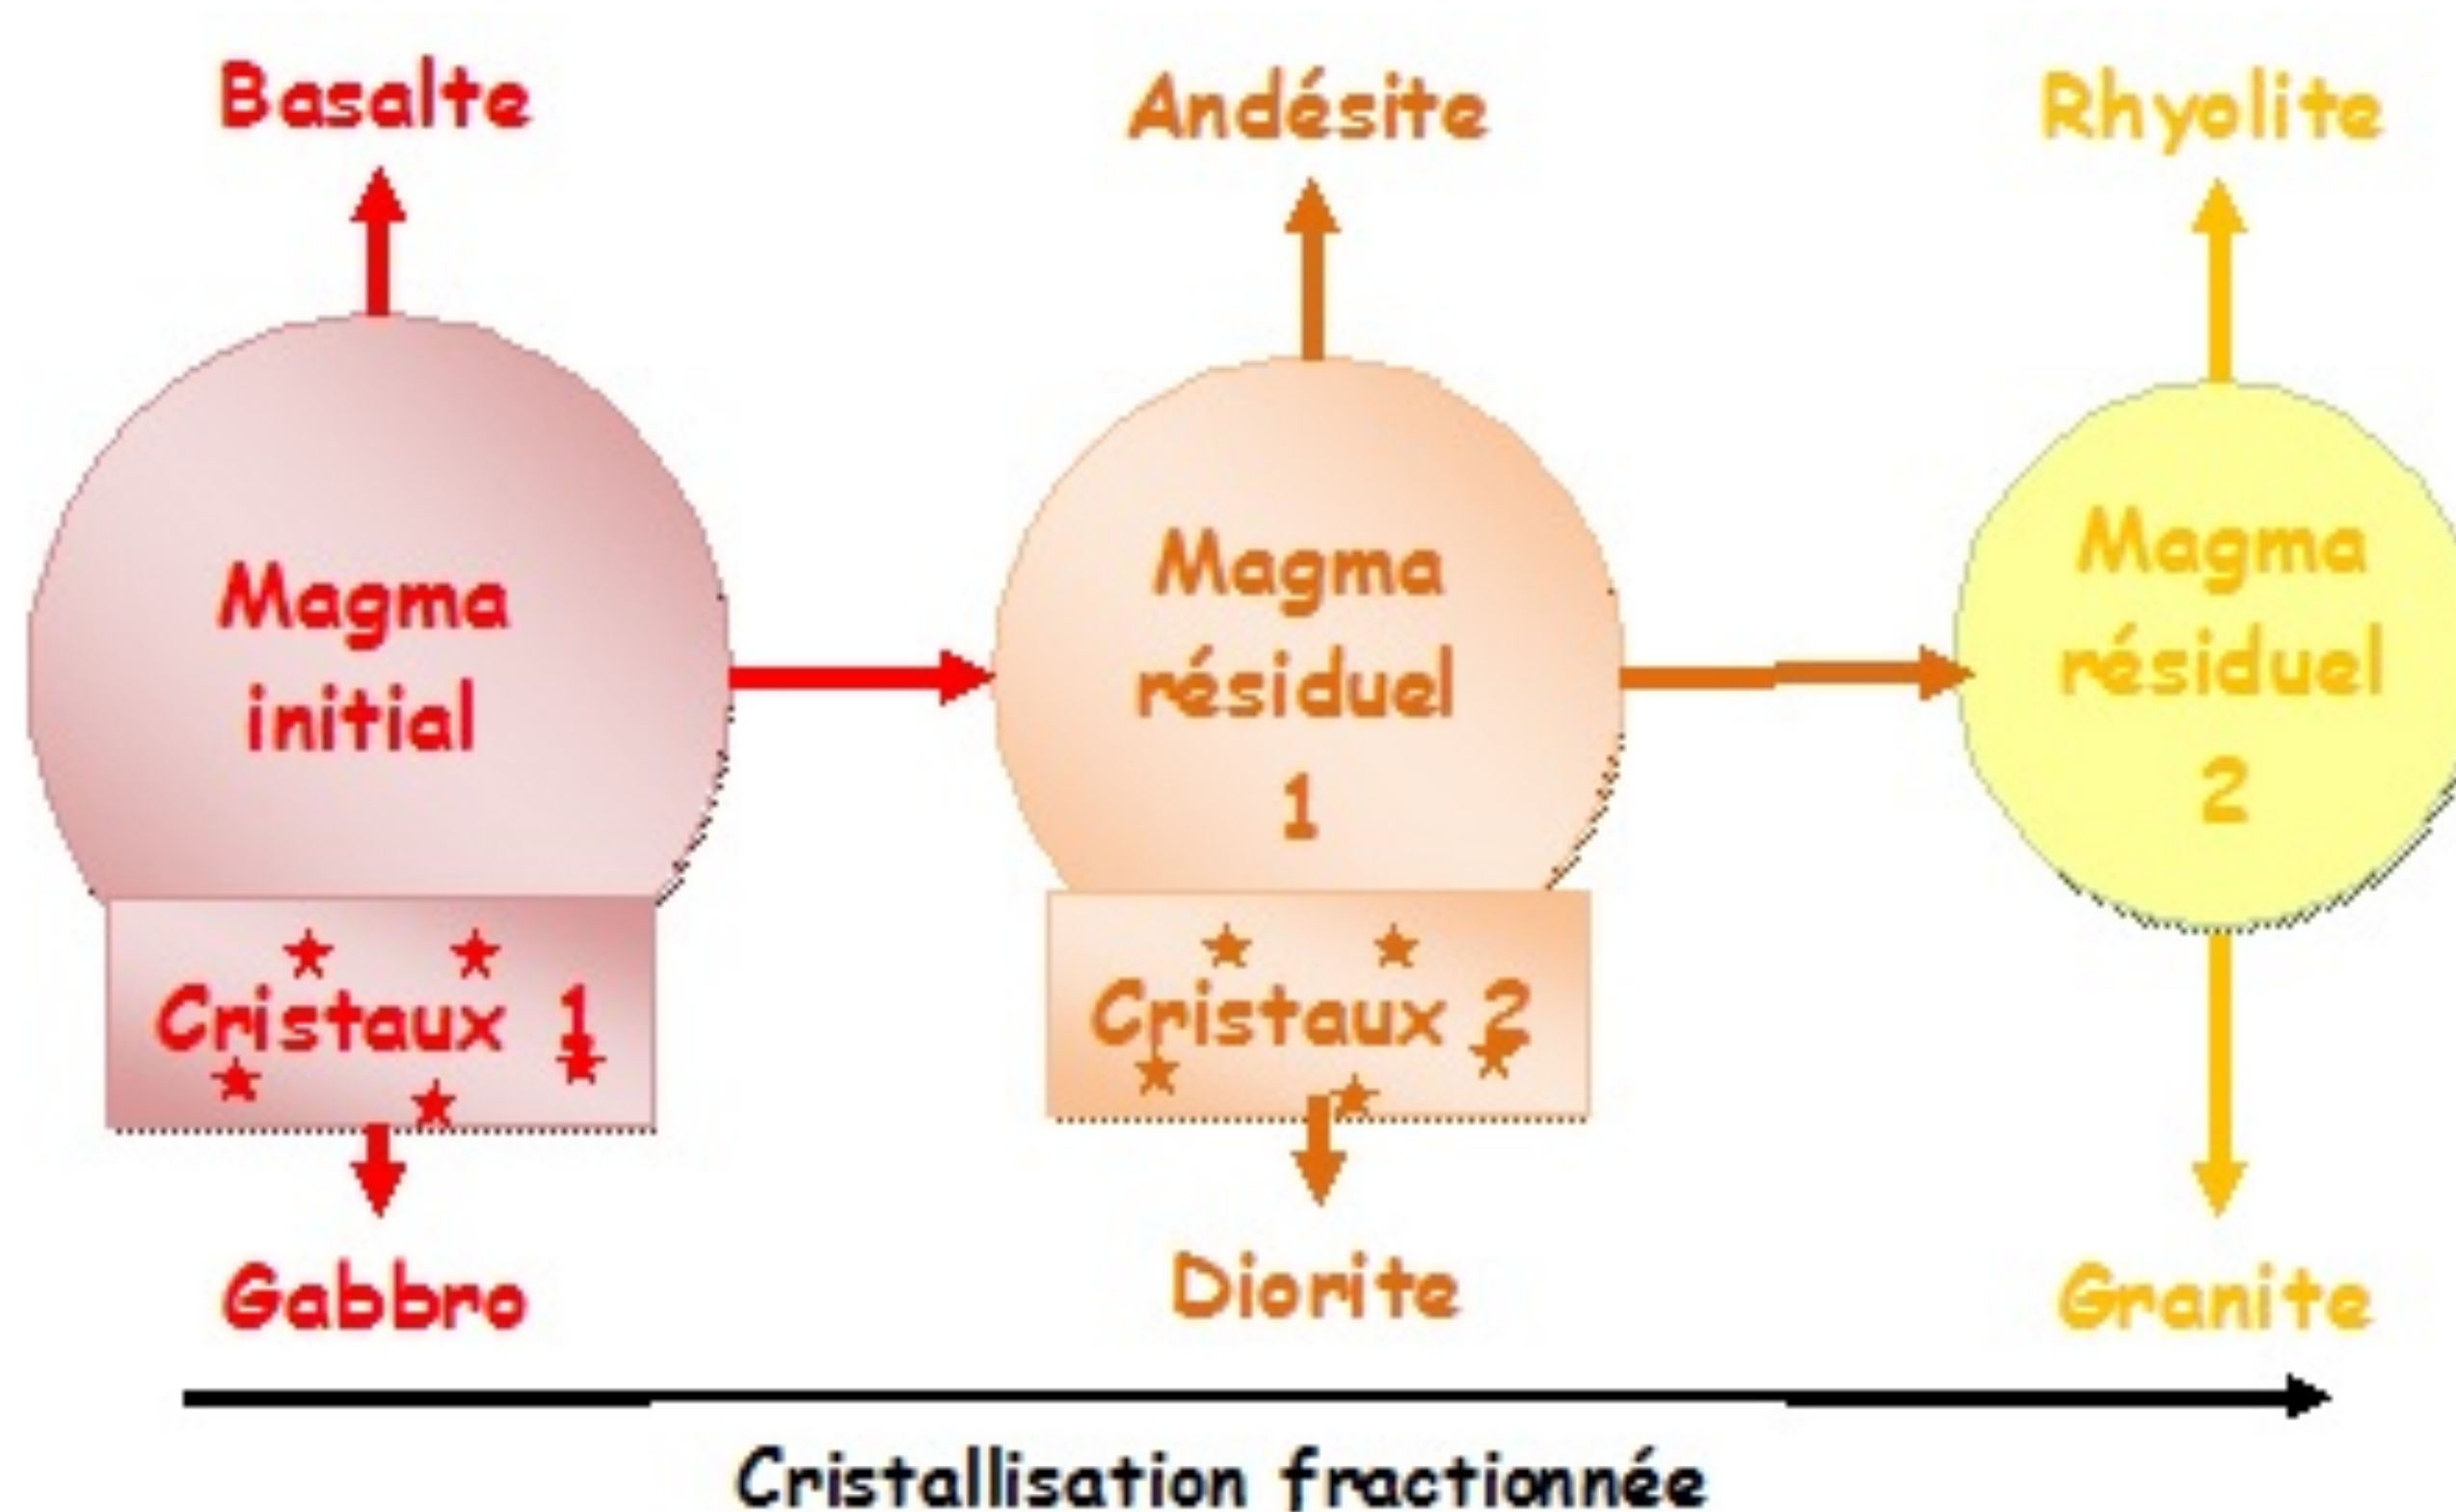 Basalte
Andésite
Rhyolite
Magma
initial
Magma
résiduel
1
Magma
résiduel
2
Cristaux 1
Cristaux 2
Gabbro
Diorite
Granite
Cristallisation fractionnée